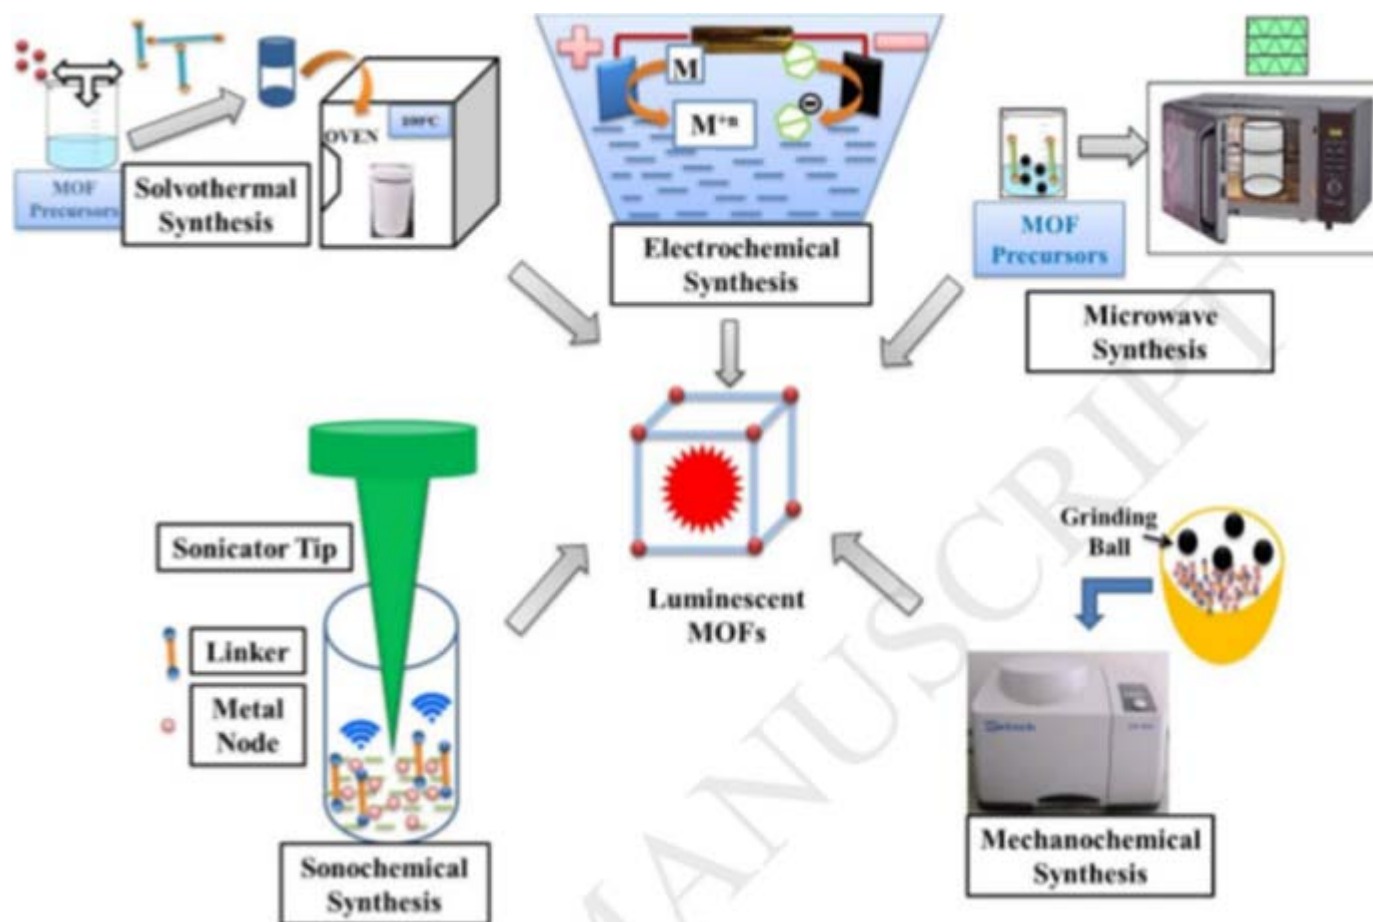 OVEN
MOF
Precursors
Solvothermal
Synthesis
M
M+n
Electrochemical
Synthesis
MOF
Precursors
Microwave
Synthesis
Sonicator Tip
Linker
Metal
Node
Sonochemical
Synthesis
Luminescent
MOFs
Grinding
Ball
Mechanochemical
Synthesis
MANUSCRIPT